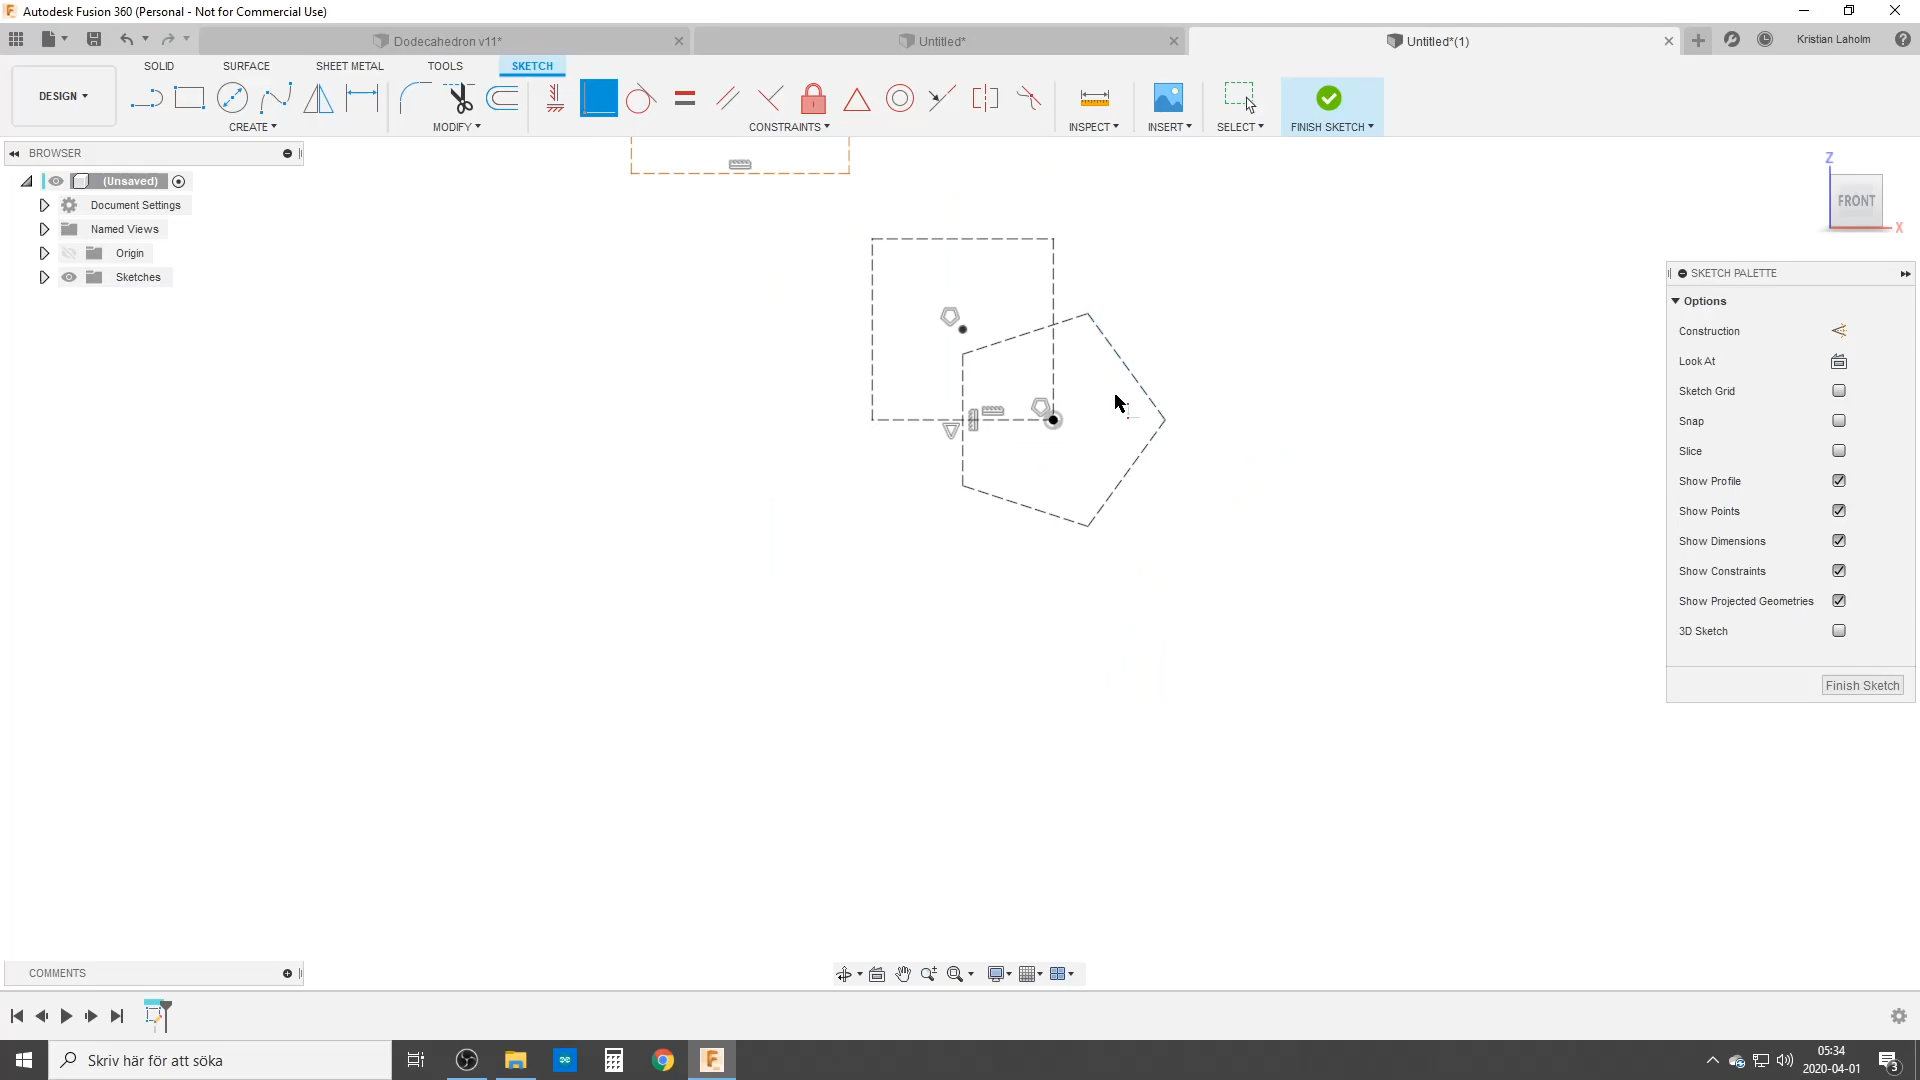 Autodesk Fusion 360 (Personal - Not for Commercial Use)
Dodecahedron v11*
Untitled*
Untitled*(1)
Kristian Laholm
SOLID
SURFACE
SHEET METAL
TOOLS
SKETCH
DESIGN
CREATE
MODIFY
CONSTRAINTS
INSPECT
INSERT
SELECT
FINISH SKETCH
BROWSER
(Unsaved)
Document Settings
Named Views
Origin
Sketches
Z
FRONT
X
SKETCH PALETTE
Options
Construction
Look At
Sketch Grid
Snap
Slice
Show Profile
Show Points
Show Dimensions
Show Constraints
Show Projected Geometries
3D Sketch
Finish Sketch
COMMENTS
Skriv här för att söka
05:34
2020-04-01
3